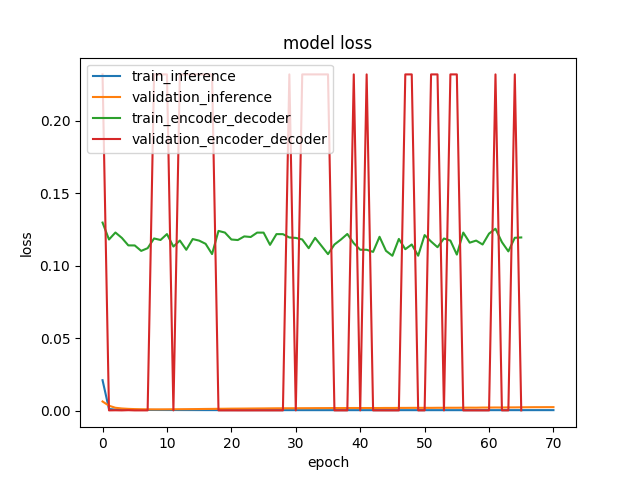 model loss
train_inference
validation_inference
train_encoder_decoder
validation_encoder_decoder
loss
0.20
0.15
0.10
0.05
0.00
0 10 20 30 40 50 60 70
epoch